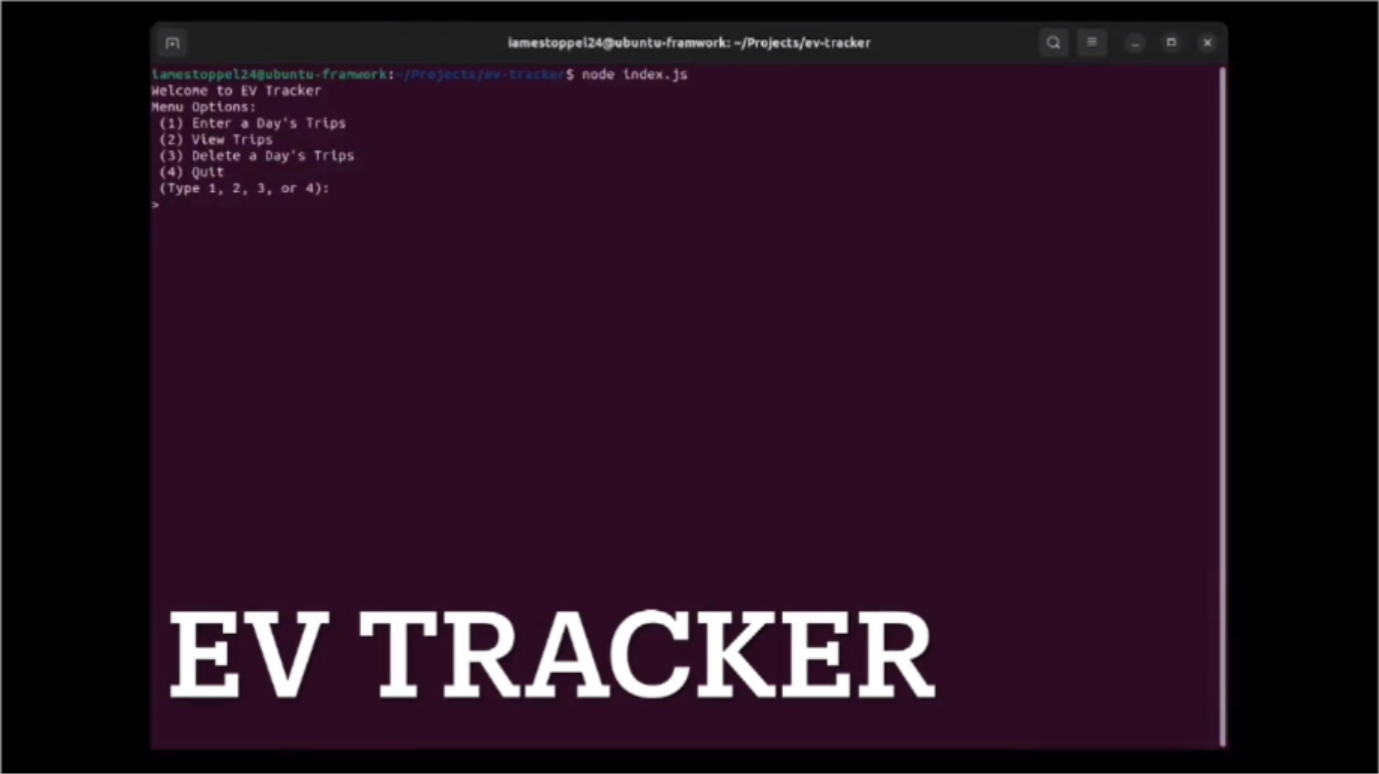 iamestoppel24@ubuntu-framwork: ~/Projects/ev-tracker
iamestoppel24@ubuntu-framwork:~/Projects/ev-tracker$ node index.js
Welcome to EV Tracker
Menu Options:
(1) Enter a Day's Trips
(2) View Trips
(3) Delete a Day's Trips
(4) Quit
(Type 1, 2, 3, or 4):
>
EV TRACKER